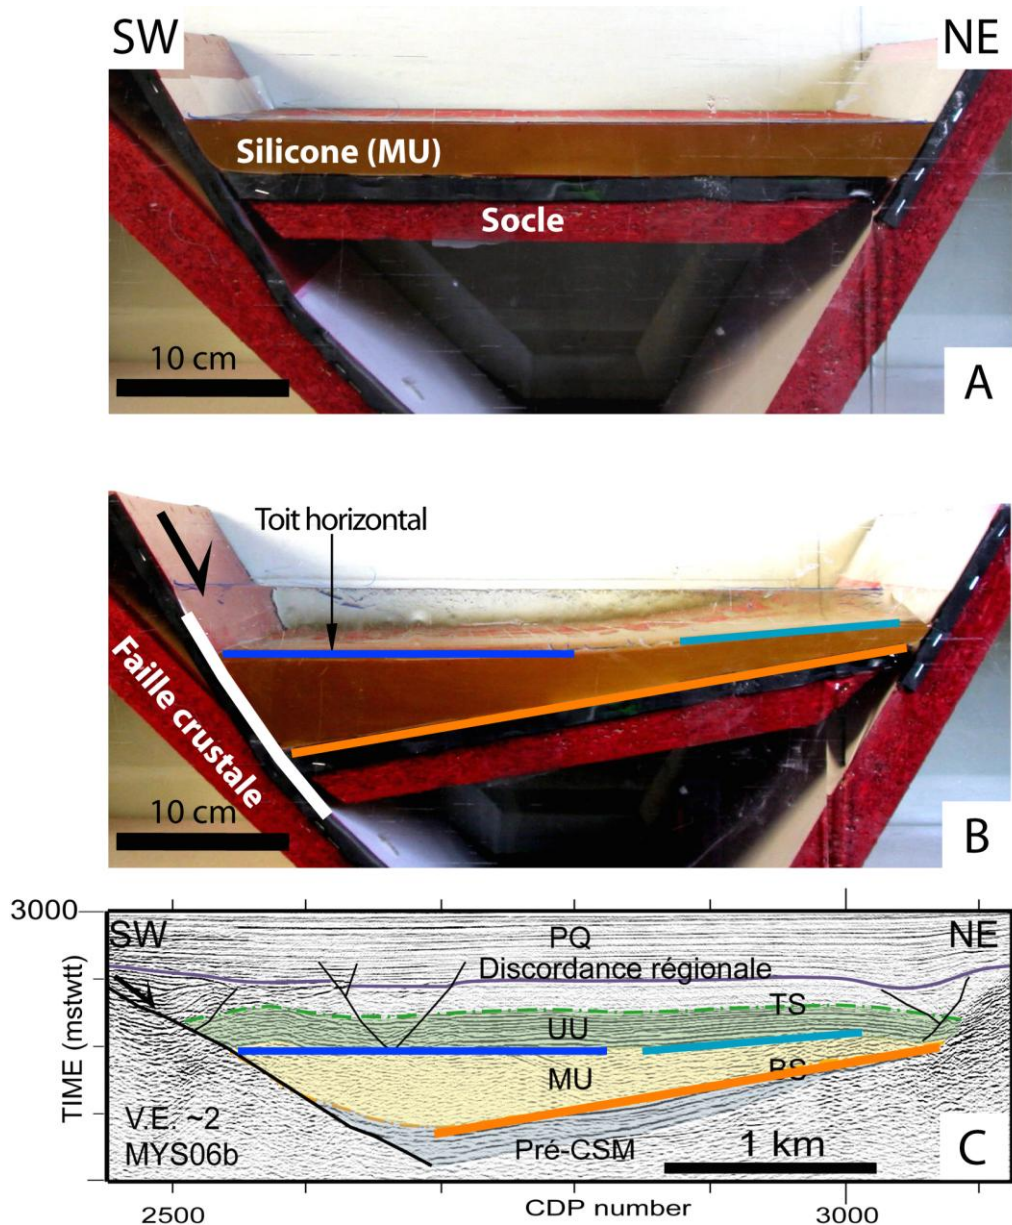 SW
NE
Silicone (MU)
Socle
10 cm
A
Toit horizontal
Faille crustale
10 cm
B
3000
SW
NE
PQ
Discordance régionale
TS
UU
MU
BS
TIME (mstwtt)
V.E. ~2
MYS06b
Pré-CSM
1 km
C
2500
CDP number
3000